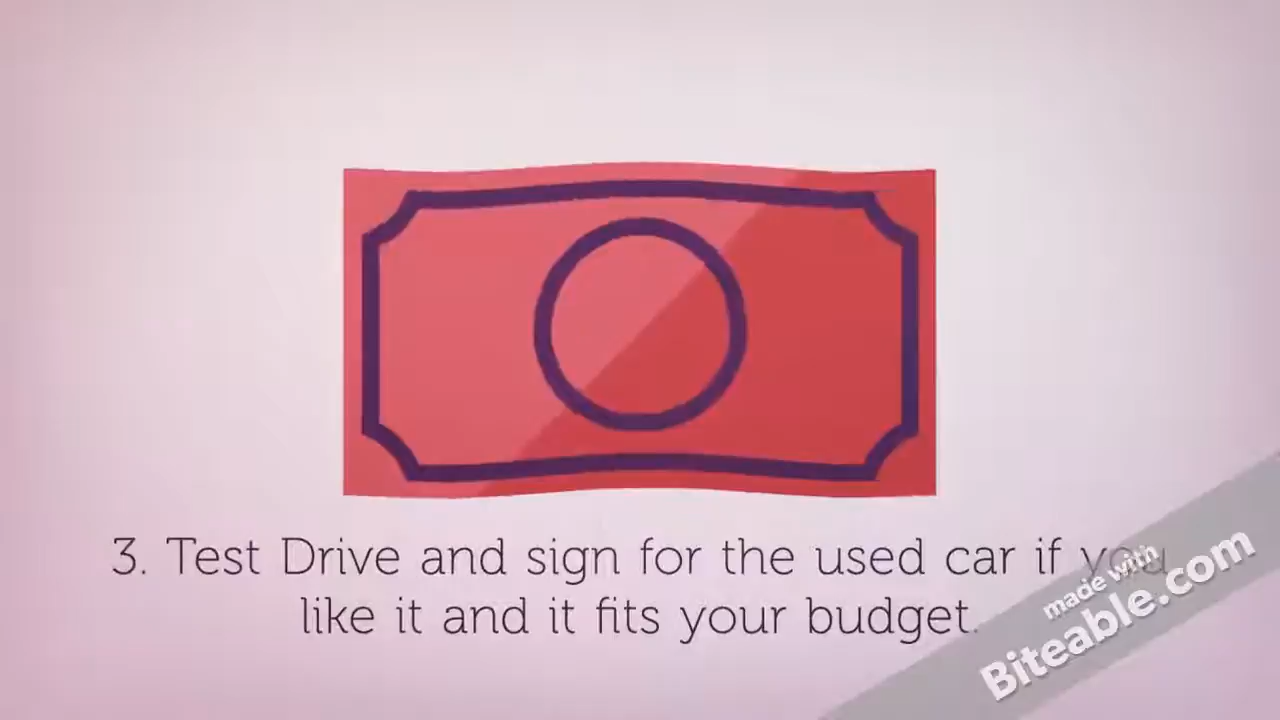 3. Test Drive and sign for the used car if you
like it and it fits your budget.
made with
Biteable.com